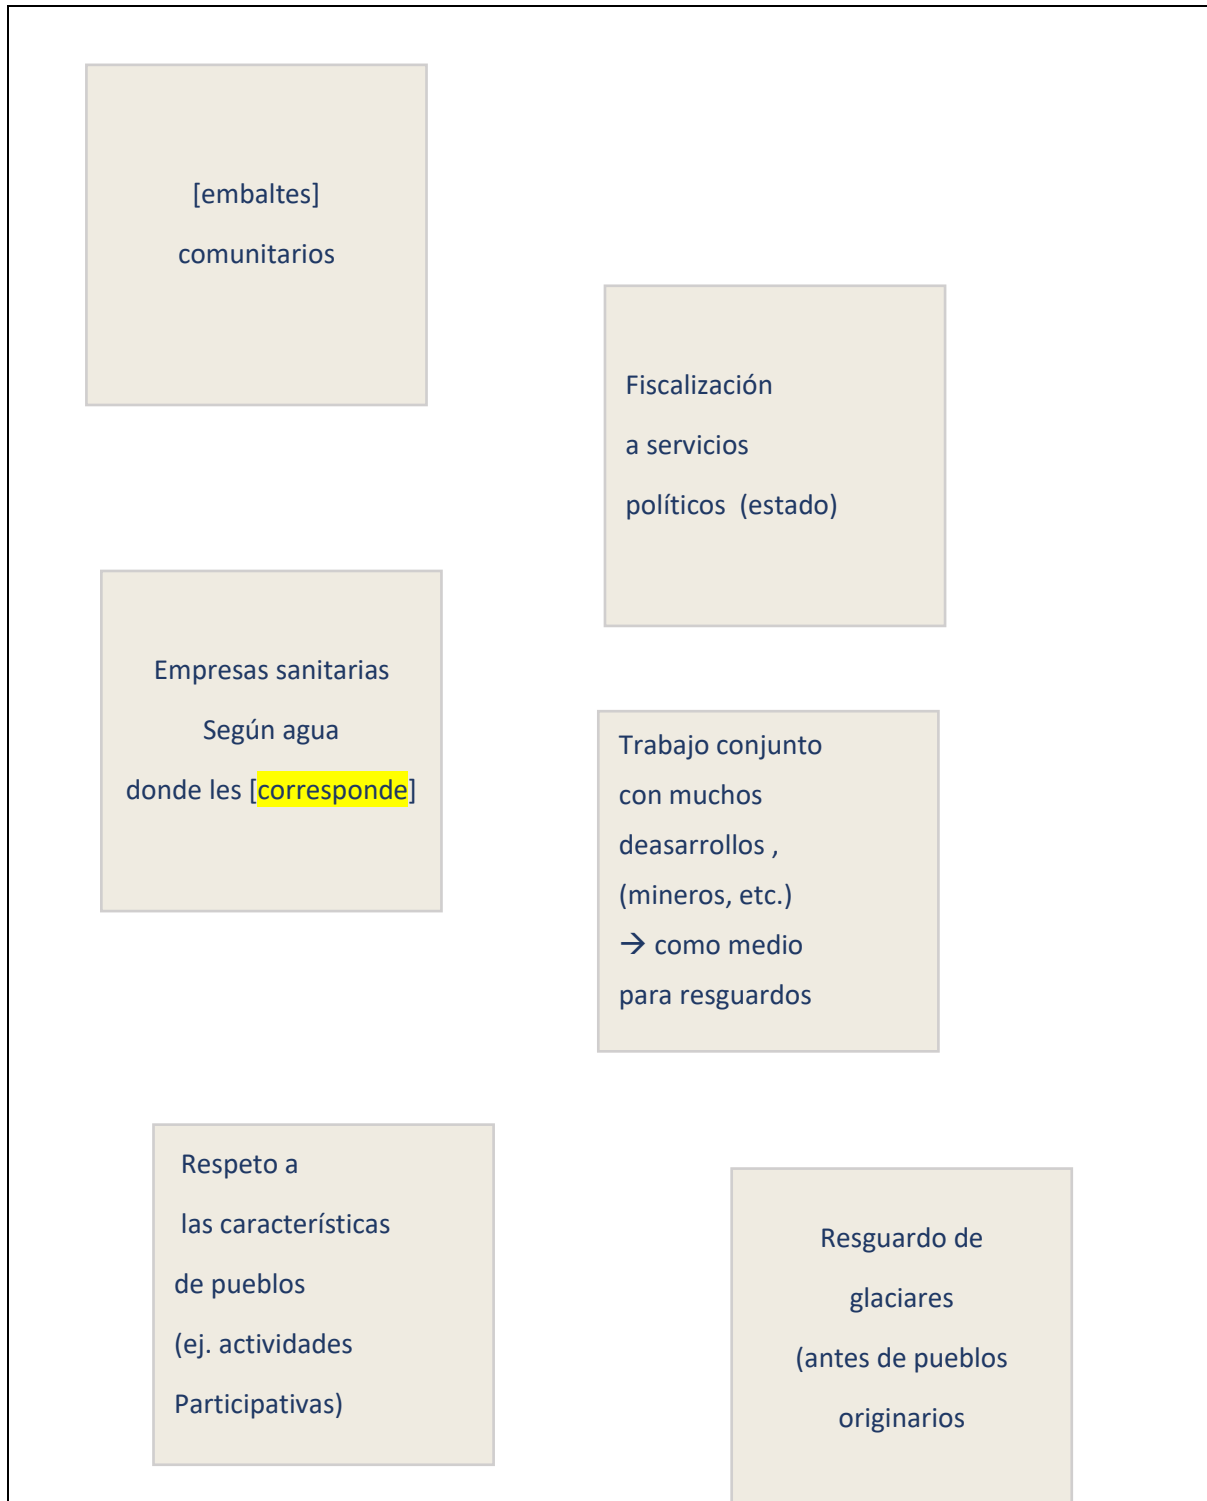 [embaltes]
comunitarios
Fiscalización
a servicios
políticos  (estado)
Empresas sanitarias
Según agua
donde les [corresponde]
Trabajo conjunto
con muchos
deasarrollos ,
(mineros, etc.)
→ como medio
para resguardos
Respeto a
las características
de pueblos
(ej. actividades
Participativas)
Resguardo de
glaciares
(antes de pueblos
originarios